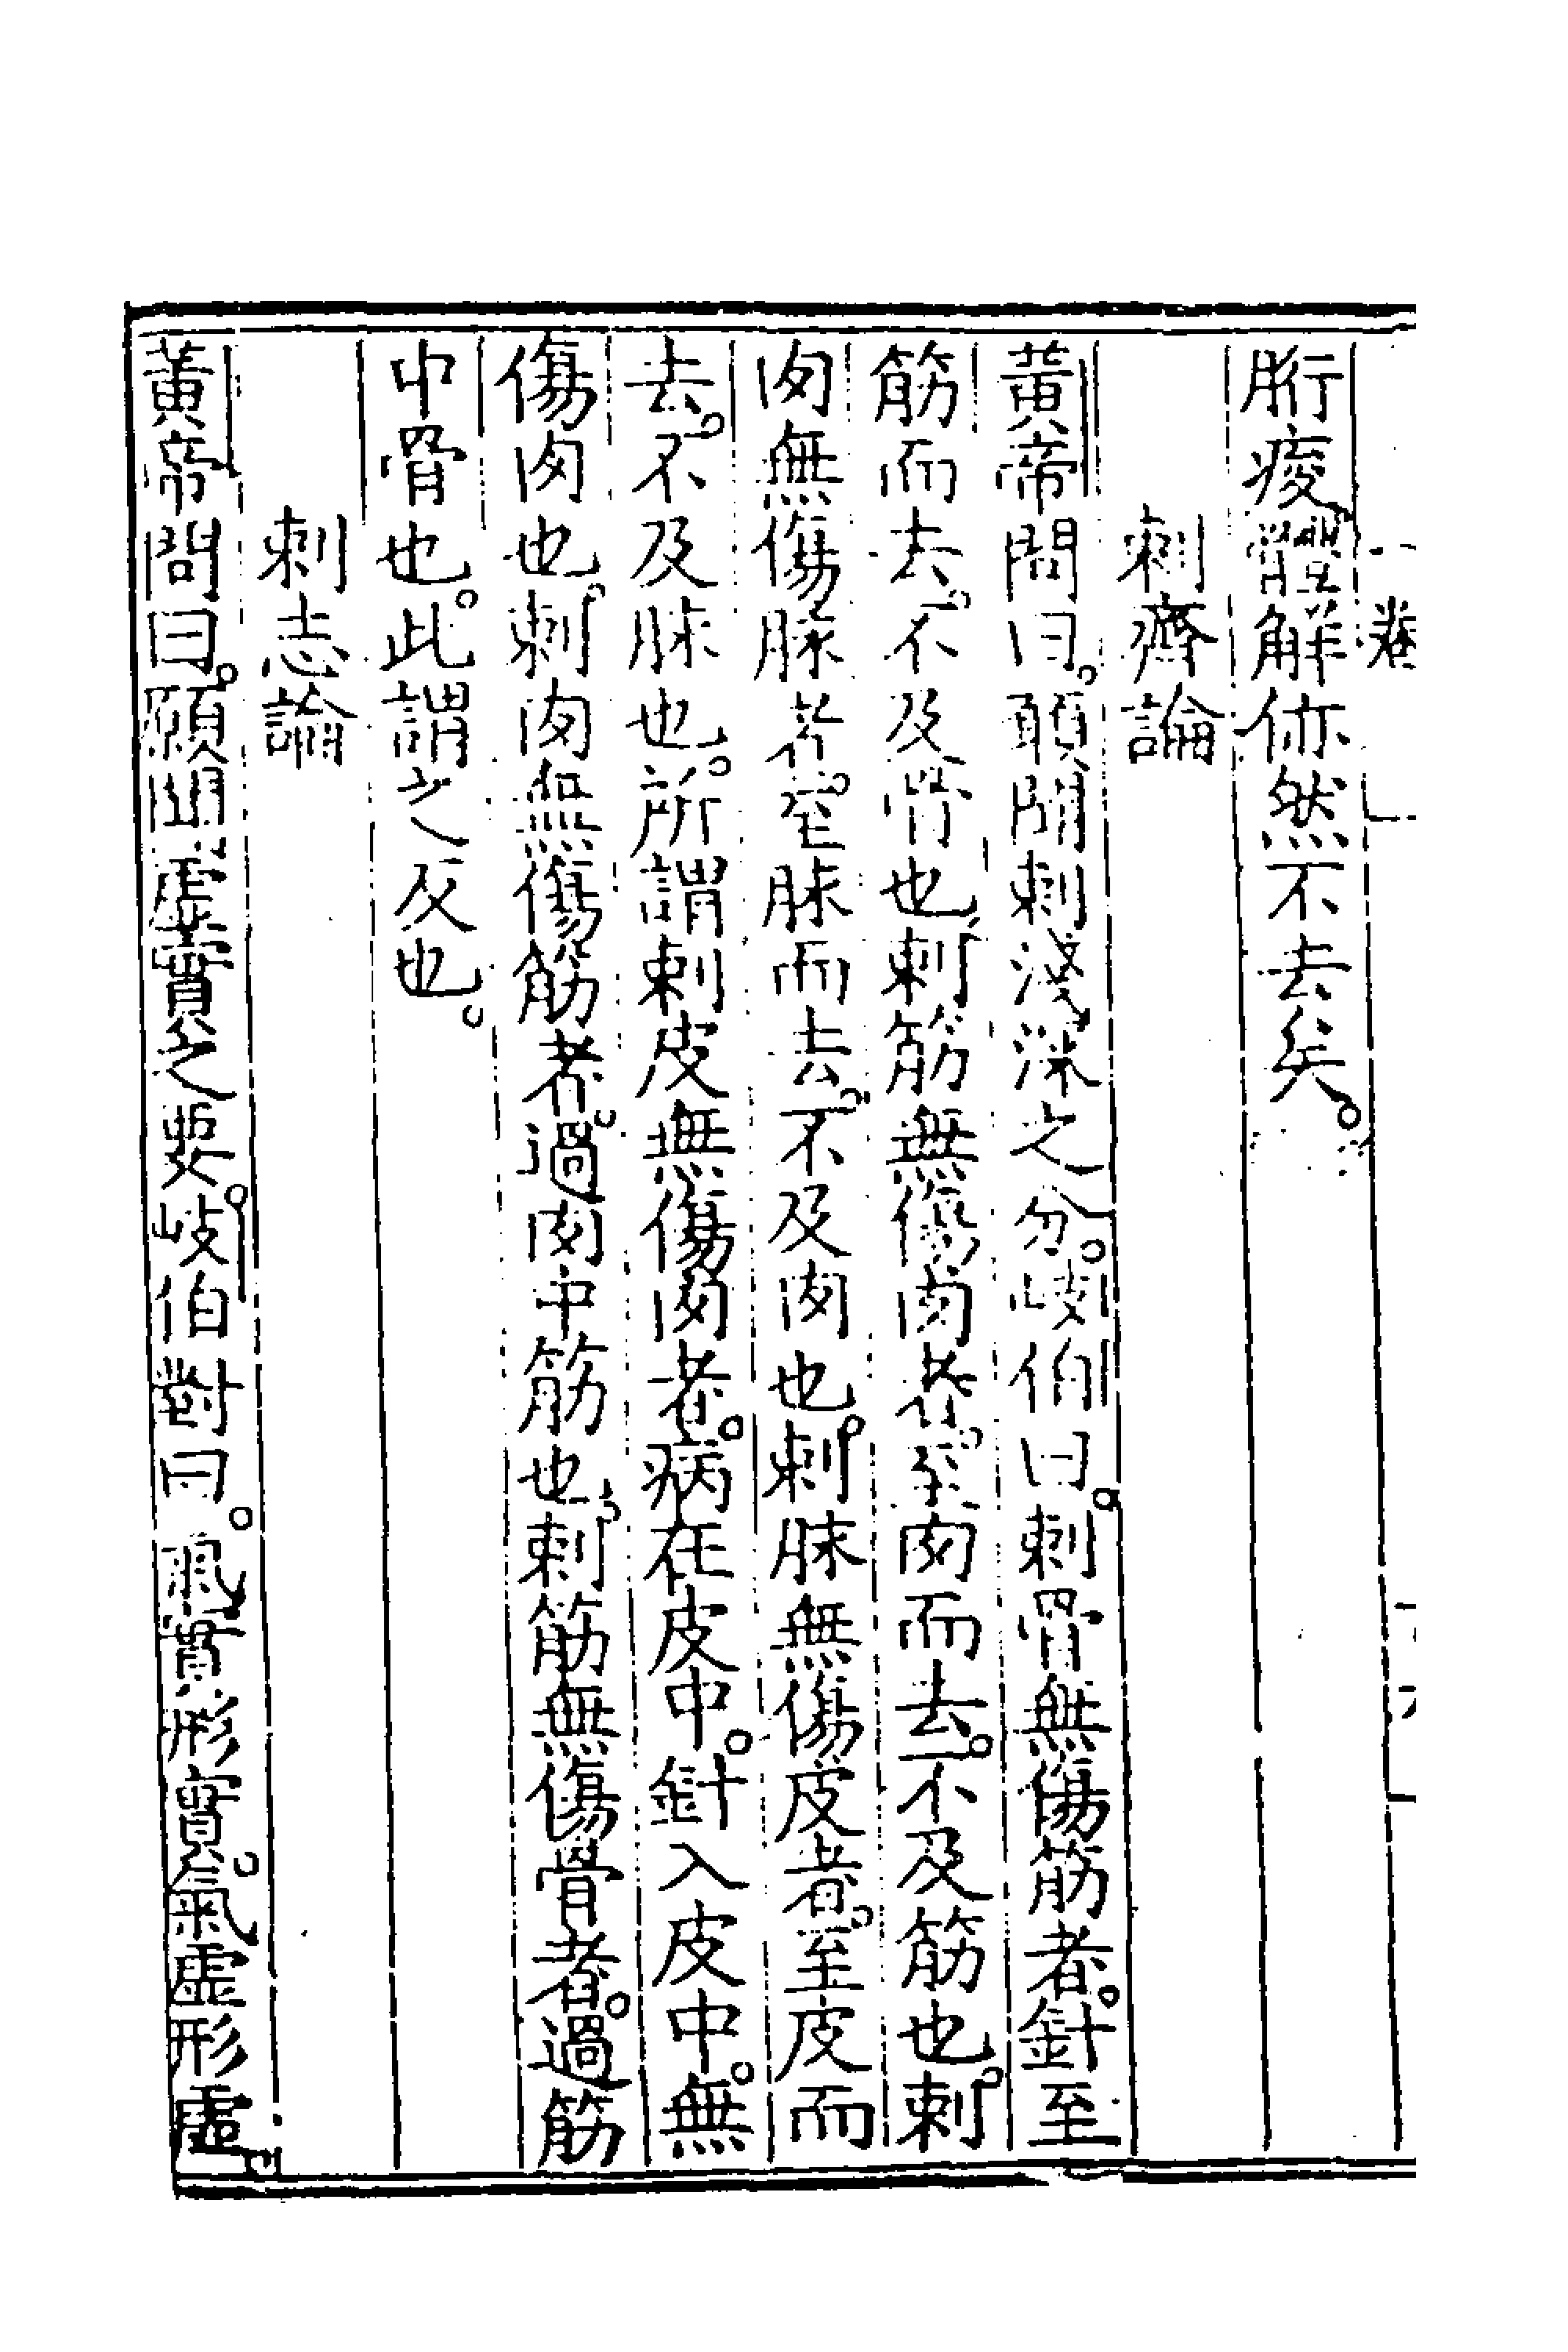 胻痠體解㑊然不去矣。
刺齊論
黃帝問曰。願聞刺淺深之分。岐伯曰。刺骨無傷筋者。針至
筋而去。不及骨也。刺筋無傷肉者。至肉而去。不及筋也。刺
肉無傷脉者。至脉而去。不及肉也。刺脉無傷皮者。至皮而
去。不及脉也。所謂刺皮無傷肉者。病在皮中。針入皮中。無
傷肉也。刺肉無傷筋者。過肉中筋也。刺筋無傷骨者。過筋
中骨也。此謂之反也。
刺志論
黃帝問曰。願聞虛實之要。岐伯對曰。氣實形實。氣虛形虛